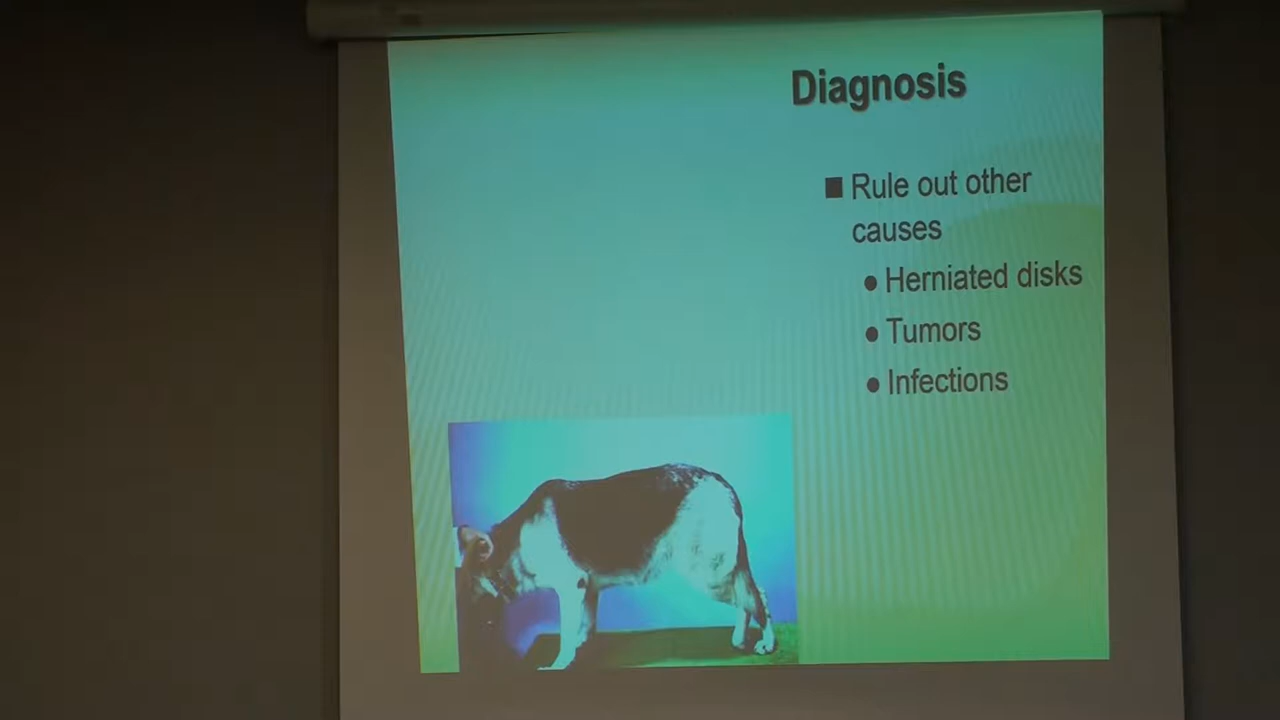 Diagnosis
■ Rule out other
causes
● Herniated disks
● Tumors
● Infections